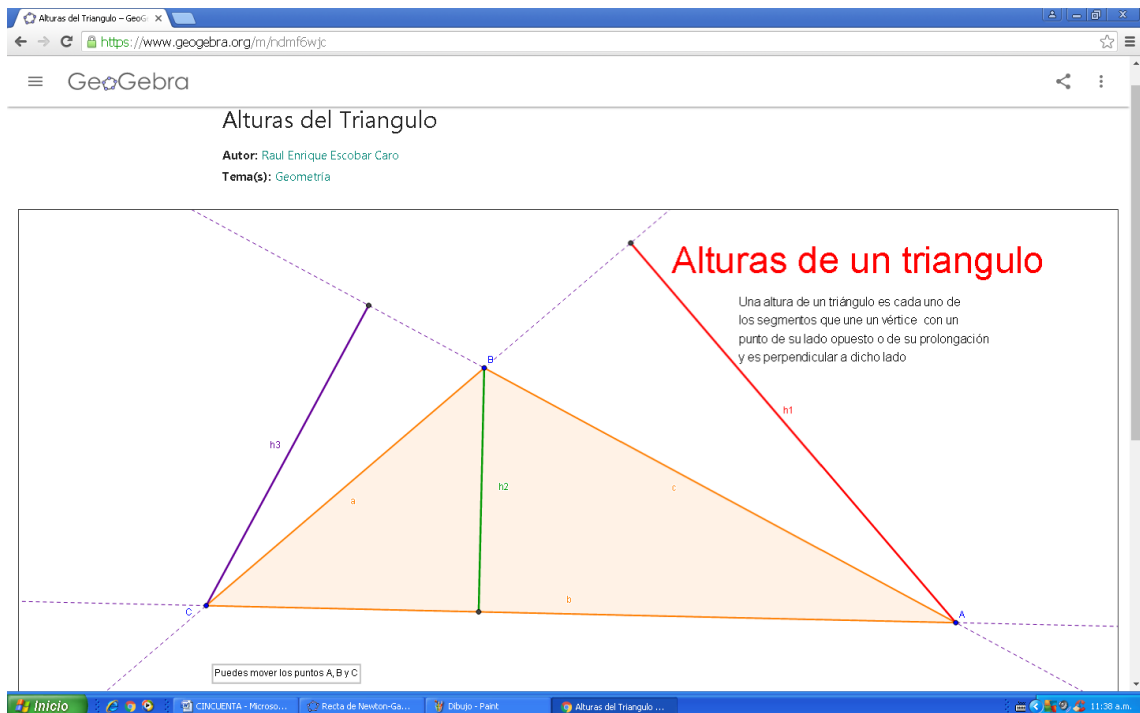 Alturas del Triangulo – GeoG
https://www.geogebra.org/m/ndmf6wjc
GeoGebra
Alturas del Triangulo
Autor: Raul Enrique Escobar Caro
Tema(s): Geometría
Alturas de un triangulo
Una altura de un triángulo es cada uno de
los segmentos que une un vértice con un
punto de su lado opuesto o de su prolongación
y es perpendicular a dicho lado
B
h1
h3
h2
c
a
b
C
A
Puedes mover los puntos A, B y C
Inicio
CINCUENTA - Microso...
Recta de Newton-Ga...
Dibujo - Paint
Alturas del Triangulo ...
11:38 a.m.